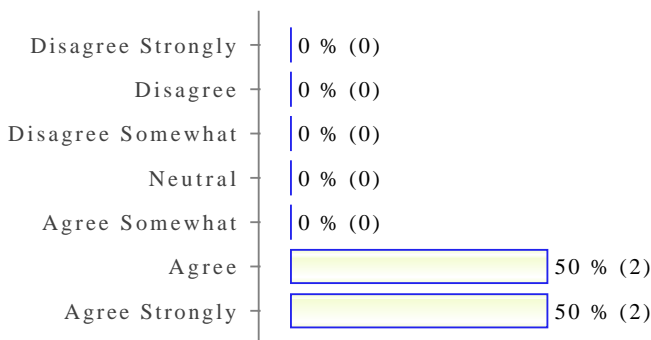 Disagree Strongly 0 % (0)
Disagree 0 % (0)
Disagree Somewhat 0 % (0)
Neutral 0 % (0)
Agree Somewhat 0 % (0)
Agree 50 % (2)
Agree Strongly 50 % (2)